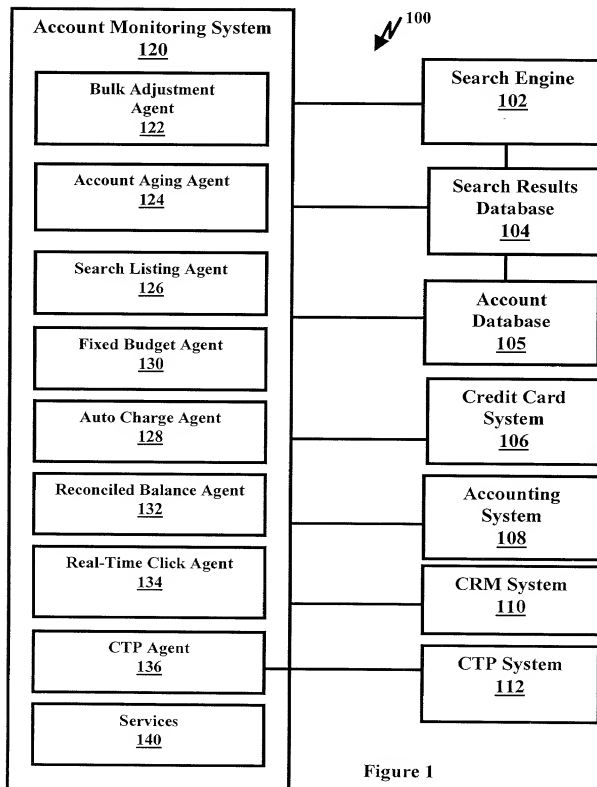 Account Monitoring System
120
Bulk Adjustment
Agent
122
Account Aging Agent
124
Search Listing Agent
126
Fixed Budget Agent
130
Auto Charge Agent
128
Reconciled Balance Agent
132
Real-Time Click Agent
134
CTP Agent
136
Services
140
100
Search Engine
102
Search Results
Database
104
Account
Database
105
Credit Card
System
106
Accounting
System
108
CRM System
110
CTP System
112
Figure 1